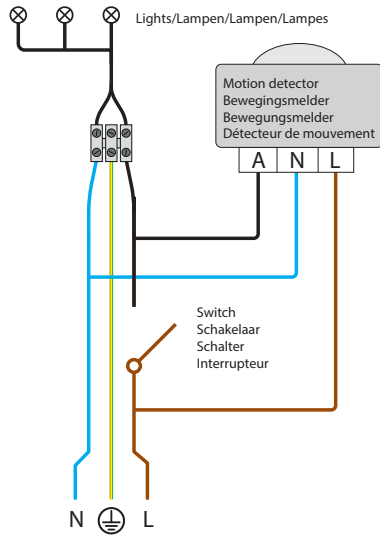 Lights/Lampen/Lampen/Lampes
Motion detector
Bewegingsmelder
Bewegungsmelder
Détecteur de mouvement
A N L
Switch
Schakelaar
Schalter
Interrupteur
N L